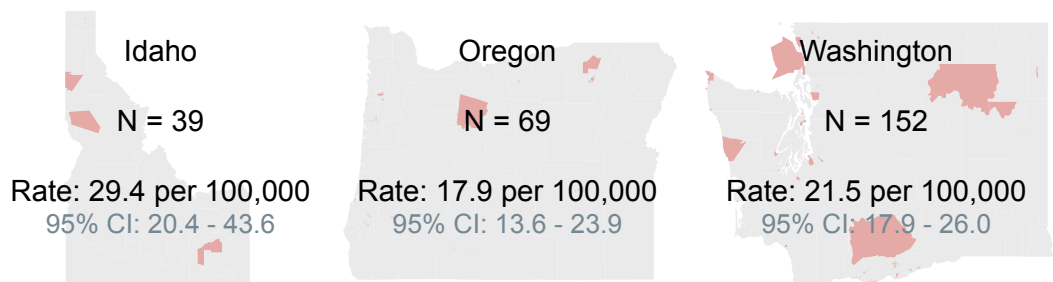 Idaho
N = 39
Rate: 29.4 per 100,000
95% CI: 20.4 - 43.6
Oregon
N = 69
Rate: 17.9 per 100,000
95% CI: 13.6 - 23.9
Washington
N = 152
Rate: 21.5 per 100,000
95% CI: 17.9 - 26.0